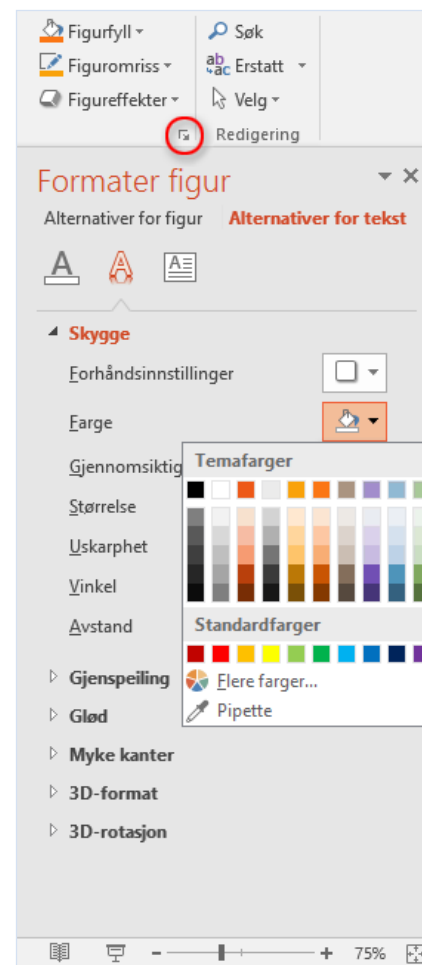 Figurfyll
Søk
Figuromriss
Erstatt
Figureffekter
Velg
Redigering
Formater figur
Alternativer for figur
Alternativer for tekst
Skygge
Forhåndsinnstillinger
Farge
Gjennomsiktig
Temafarger
Størrelse
Uskarphet
Vinkel
Avstand
Standardfarger
Gjenspeiling
Flere farger...
Glød
Pipette
Myke kanter
3D-format
3D-rotasjon
75%